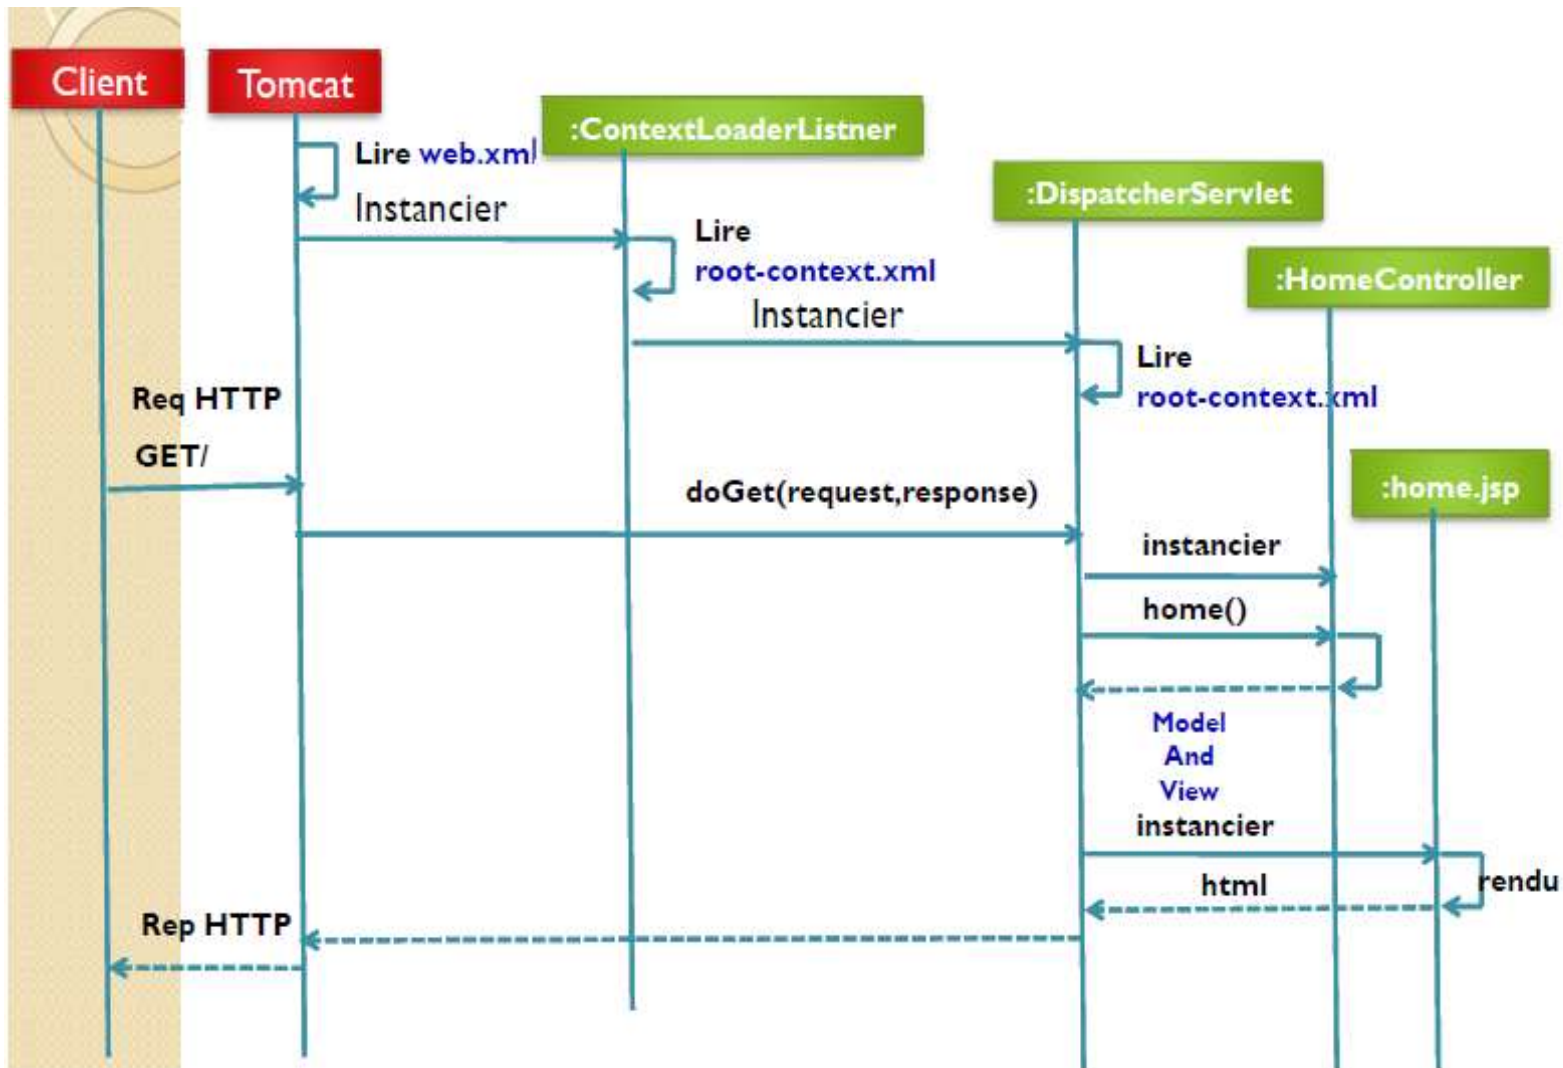 Client
Tomcat
:ContextLoaderListner
Lire web.xml
:DispatcherServlet
Instancier
Lire
root-context.xml
:HomeController
Instancier
Lire
root-context.xml
Req HTTP
GET/
:home.jsp
doGet(request,response)
instancier
home()
Model
And
View
instancier
html
rendu
Rep HTTP